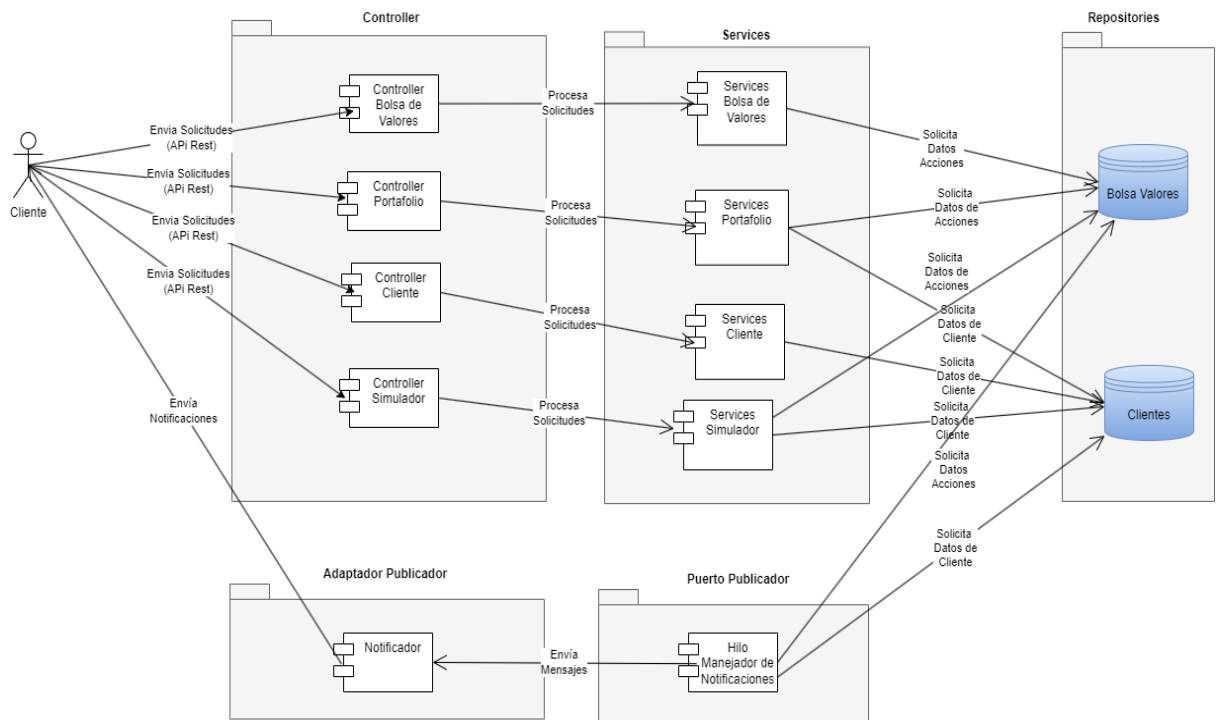 Controller
Services
Repositories
Controller
Bolsa de
Valores
Procesa
Solicitudes
Services
Bolsa de
Valores
Envia Solicitudes
(APi Rest)
Solicita
Datos
Acciones
Cliente
Envia Solicitudes
(APi Rest)
Controller
Portafolio
Procesa
Solicitudes
Services
Portafolio
Solicita
Datos de
Acciones
Bolsa Valores
Envia Solicitudes
(APi Rest)
Envia Solicitudes
(APi Rest)
Controller
Cliente
Procesa
Solicitudes
Services
Cliente
Solicita
Datos de
Acciones
Solicita
Datos de
Cliente
Solicita
Datos de
Cliente
Controller
Simulador
Procesa
Solicitudes
Services
Simulador
Solicita
Datos de
Cliente
Clientes
Envía
Notificaciones
Solicita
Datos
Acciones
Solicita
Datos de
Cliente
Adaptador Publicador
Puerto Publicador
Notificador
Envía
Mensajes
Hilo
Manejador de
Notificaciones